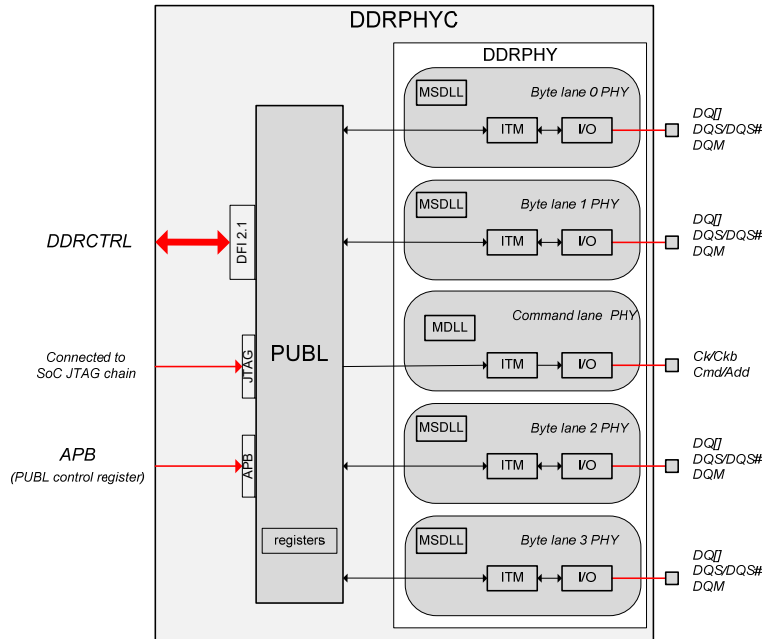 DDRPHYC
DDRPHY
MSDLL
Byte lane 0 PHY
ITM
I/O
DQ[]
DQS/DQS#
DQM
MSDLL
Byte lane 1 PHY
ITM
I/O
DQ[]
DQS/DQS#
DQM
DDRCTRL
DFI 2.1
PUBL
Command lane PHY
MDLL
ITM
I/O
Ck/Ckb
Cmd/Add
Connected to
SoC JTAG chain
JTAG
APB
(PUBL control register)
APB
MSDLL
Byte lane 2 PHY
ITM
I/O
DQ[]
DQS/DQS#
DQM
registers
MSDLL
Byte lane 3 PHY
ITM
I/O
DQ[]
DQS/DQS#
DQM